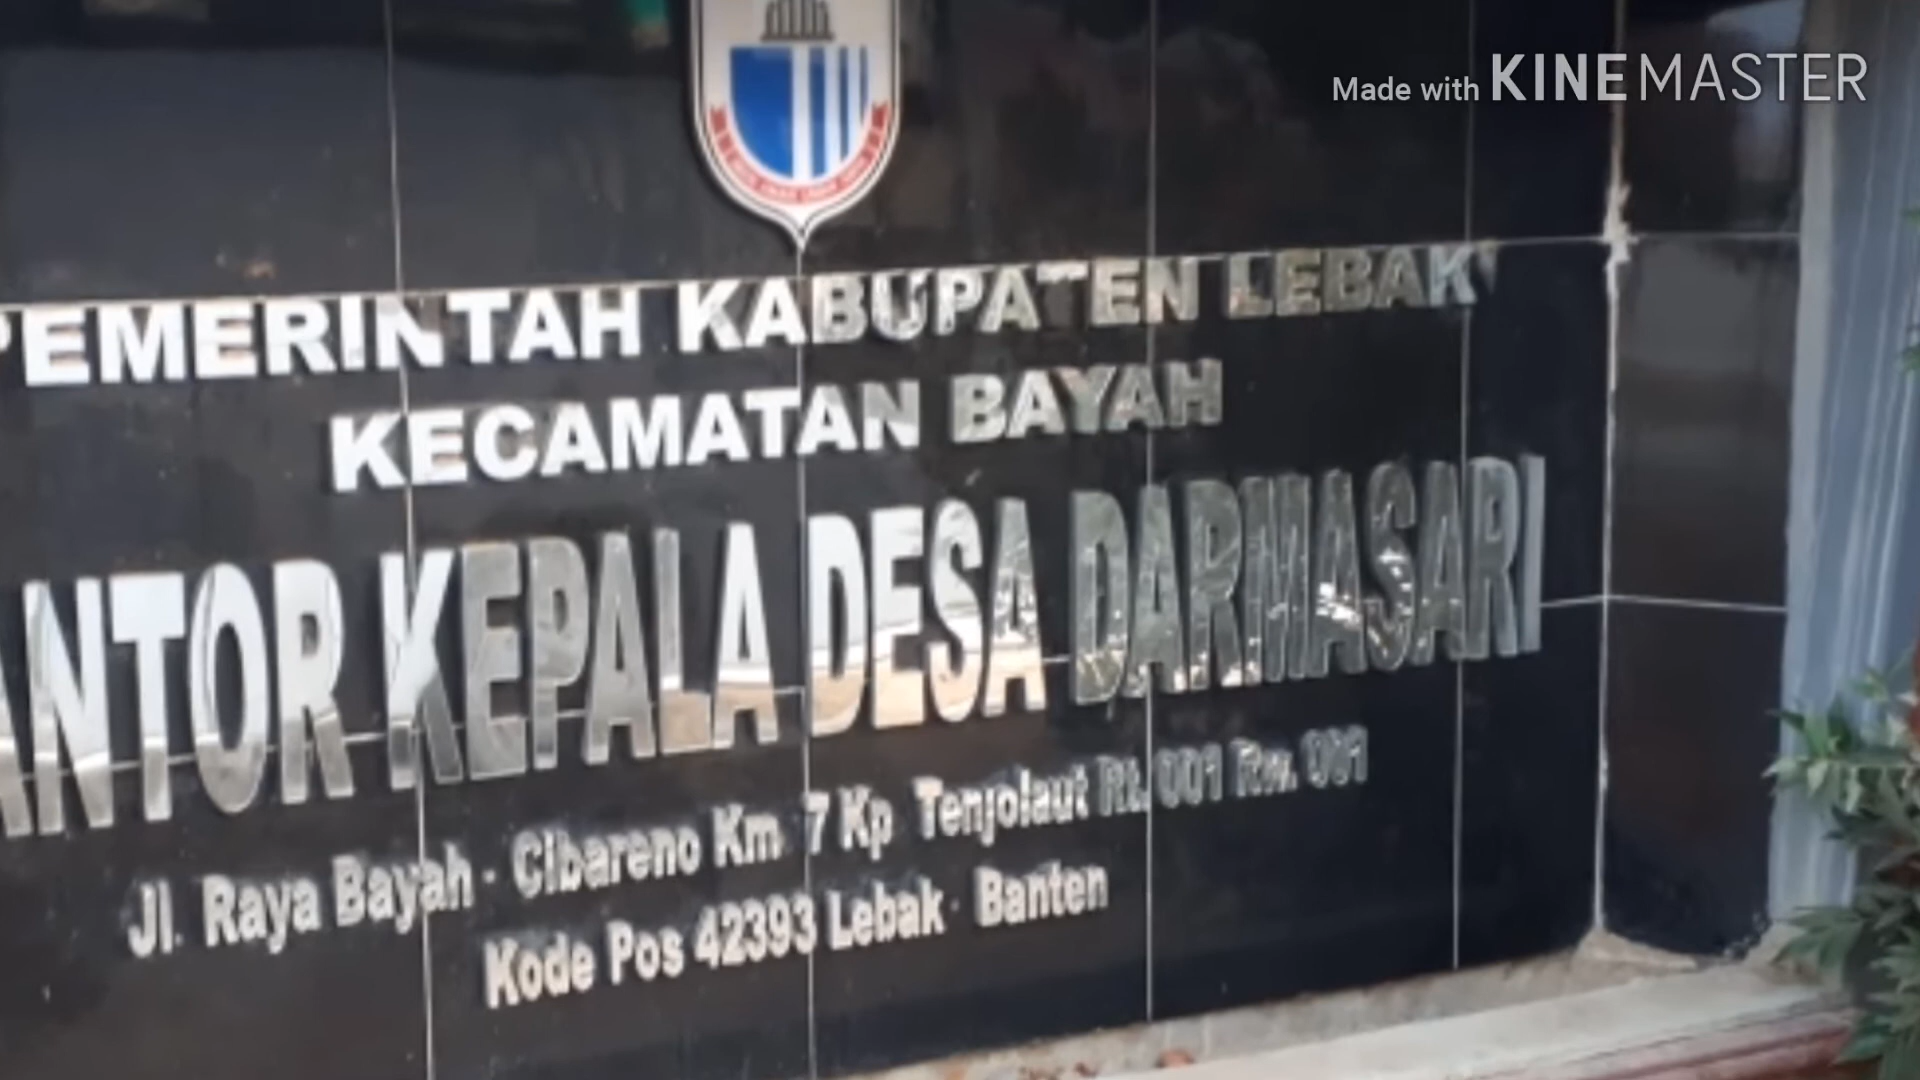 Made with KINEMASTER
PEMERINTAH KABUPATEN LEBAK
KECAMATAN BAYAH
ANTOR KEPALA DESA DARMASARI
Jl. Raya Bayah - Cibareno Km 7 Kp Tenjolaut Rt. 001 Rw. 001
Kode Pos 42393 Lebak - Banten